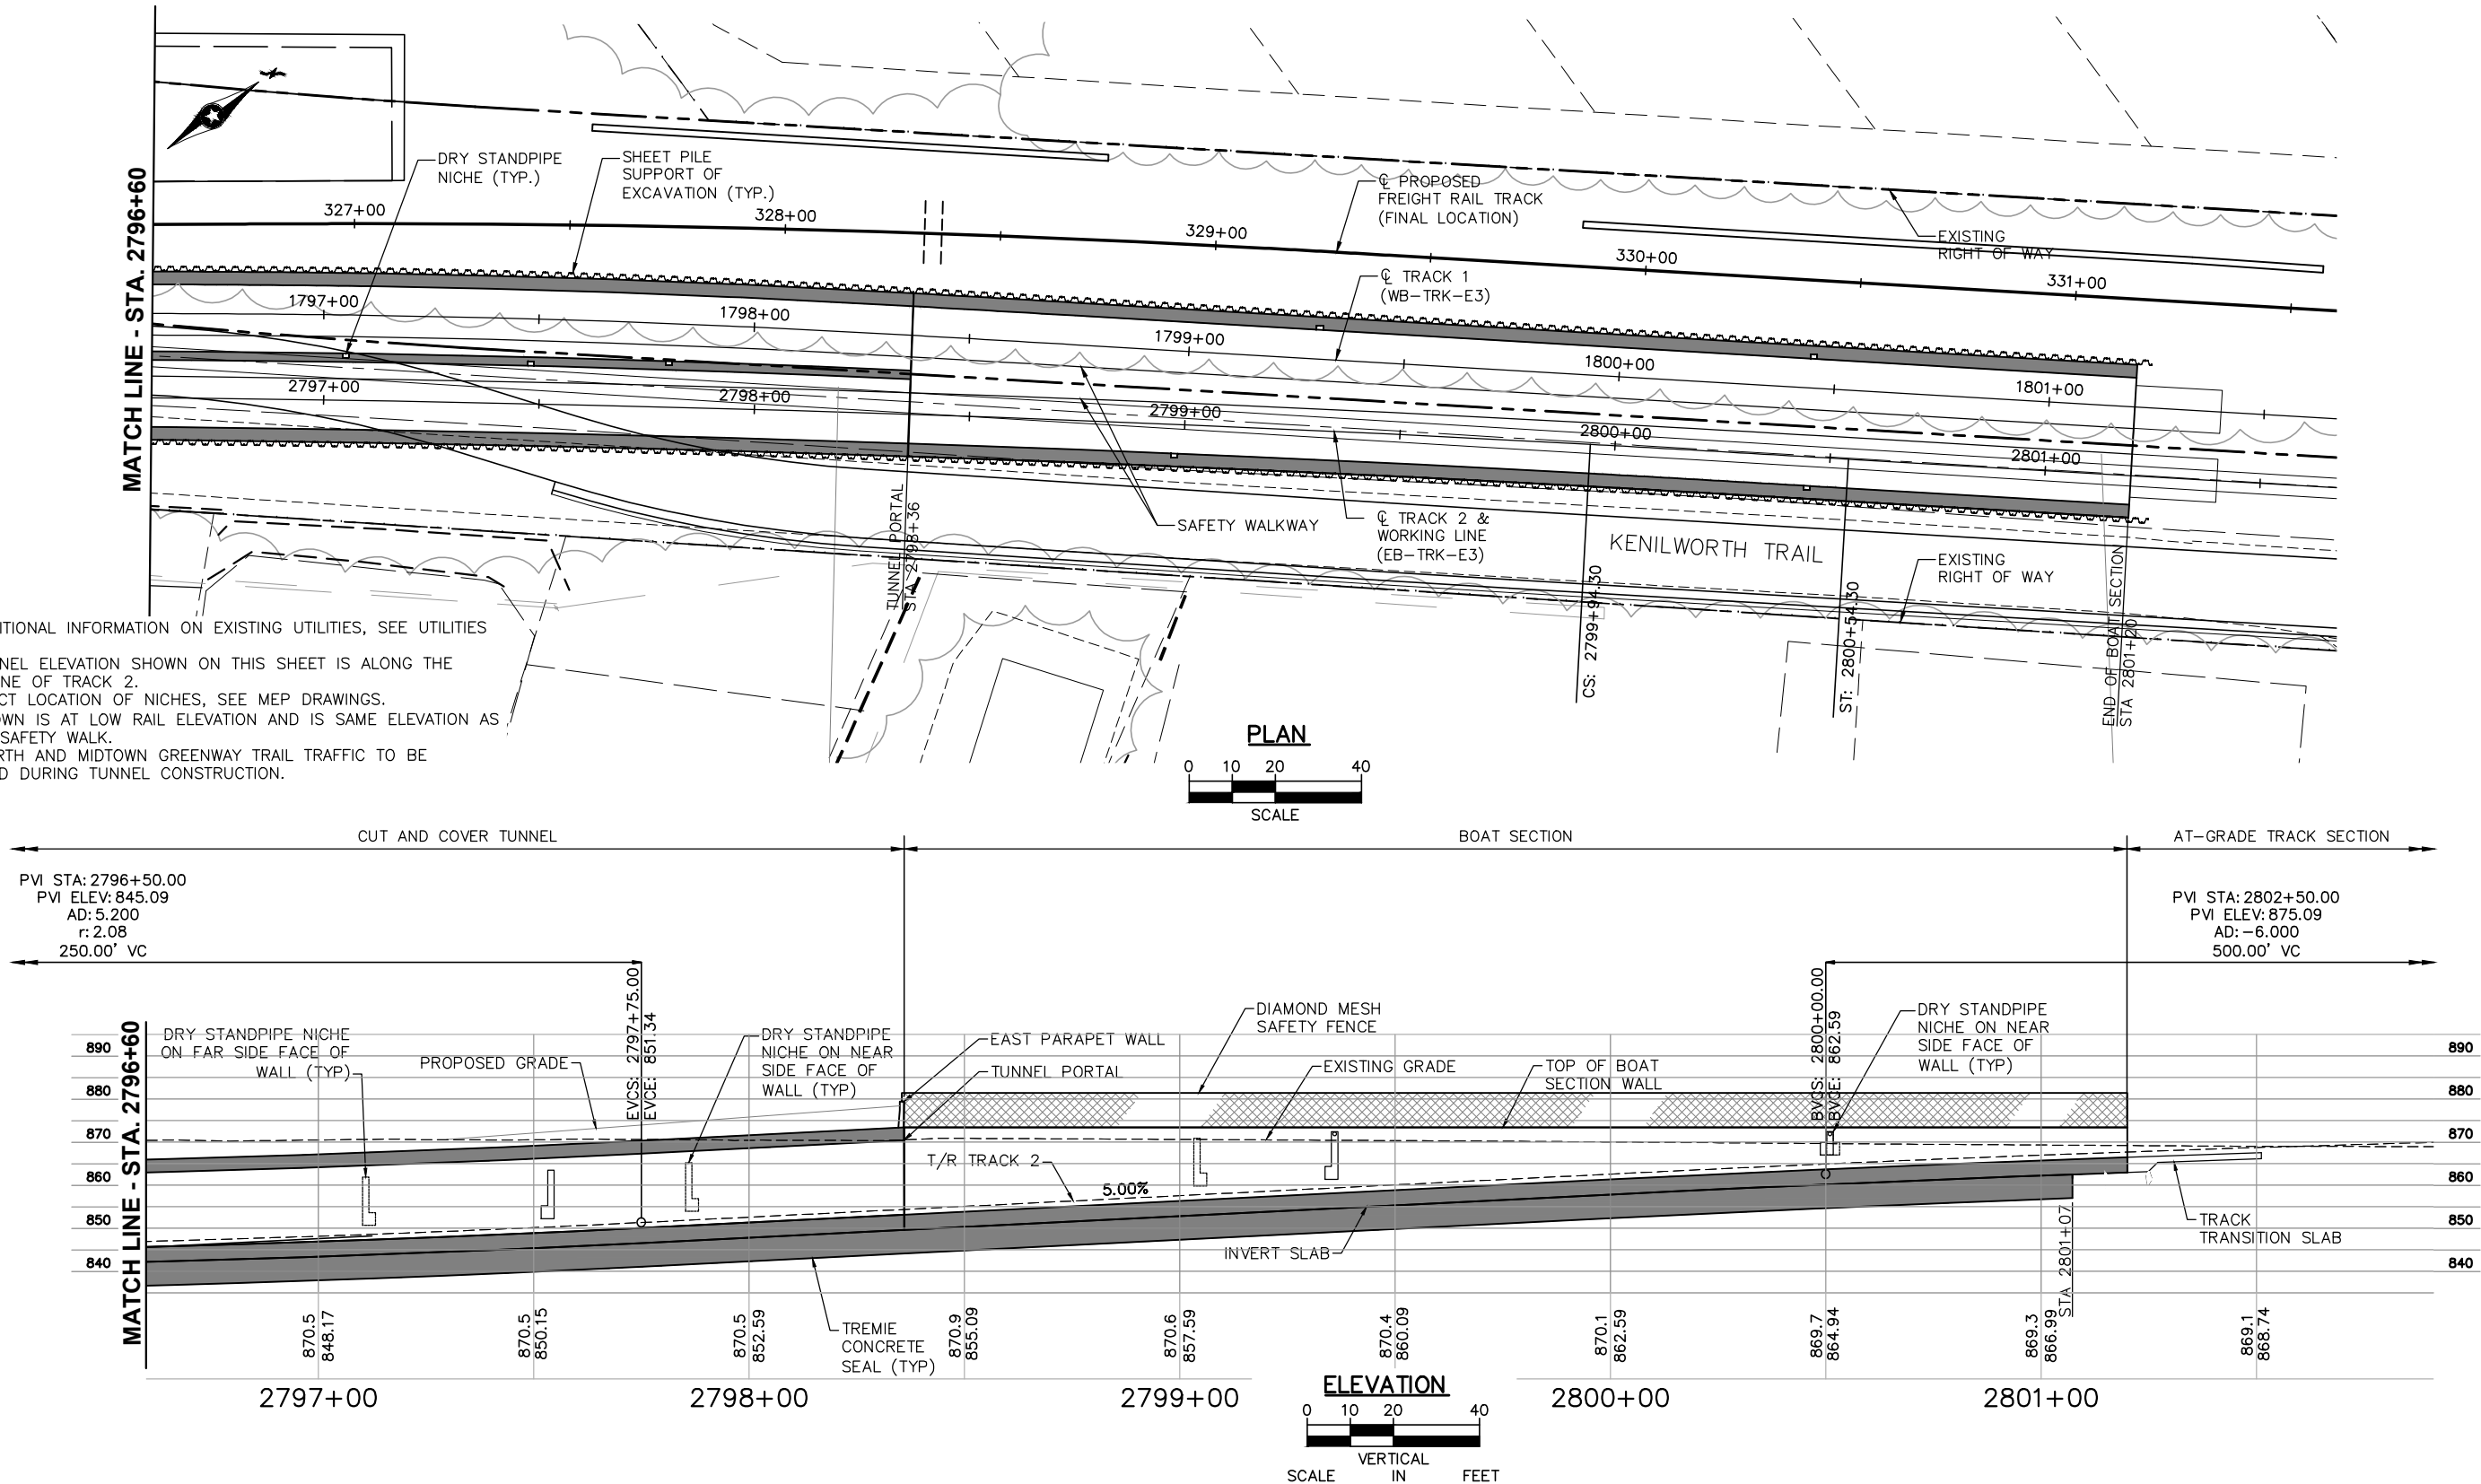 MATCH LINE - STA. 2796+60
DRY STANDPIPE
NICHE (TYP.)
SHEET PILE
SUPPORT OF
EXCAVATION (TYP.)
℄ PROPOSED
FREIGHT RAIL TRACK
(FINAL LOCATION)
EXISTING
RIGHT OF WAY
327+00
328+00
329+00
330+00
331+00
℄ TRACK 1
(WB-TRK-E3)
1797+00
1798+00
1799+00
1800+00
1801+00
2797+00
2798+00
2799+00
2800+00
2801+00
TUNNEL PORTAL
STA 2798+36
SAFETY WALKWAY
℄ TRACK 2 &
WORKING LINE
(EB-TRK-E3)
CS: 2799+94.30
KENILWORTH TRAIL
ST: 2800+54.30
EXISTING
RIGHT OF WAY
END OF BOAT SECTION
STA 2801+20
ITIONAL INFORMATION ON EXISTING UTILITIES, SEE UTILITIES
NEL ELEVATION SHOWN ON THIS SHEET IS ALONG THE
NE OF TRACK 2.
CT LOCATION OF NICHES, SEE MEP DRAWINGS.
OWN IS AT LOW RAIL ELEVATION AND IS SAME ELEVATION AS
SAFETY WALK.
RTH AND MIDTOWN GREENWAY TRAIL TRAFFIC TO BE
D DURING TUNNEL CONSTRUCTION.
PLAN
0 10 20 40
SCALE
CUT AND COVER TUNNEL
BOAT SECTION
AT-GRADE TRACK SECTION
PVI STA: 2796+50.00
PVI ELEV: 845.09
AD: 5.200
r: 2.08
250.00' VC
PVI STA: 2802+50.00
PVI ELEV: 875.09
AD: -6.000
500.00' VC
MATCH LINE - STA. 2796+60
890
880
870
860
850
840
DRY STANDPIPE NICHE
ON FAR SIDE FACE OF
WALL (TYP)
PROPOSED GRADE
EVCS: 2797+75.00
EVCE: 851.34
DRY STANDPIPE
NICHE ON NEAR
SIDE FACE OF
WALL (TYP)
EAST PARAPET WALL
TUNNEL PORTAL
DIAMOND MESH
SAFETY FENCE
EXISTING GRADE
TOP OF BOAT
SECTION WALL
BVCS: 2800+00.00
BVCE: 862.59
DRY STANDPIPE
NICHE ON NEAR
SIDE FACE OF
WALL (TYP)
890
880
870
860
850
840
T/R TRACK 2
5.00%
INVERT SLAB
TREMIE
CONCRETE
SEAL (TYP)
STA 2801+07
TRACK
TRANSITION SLAB
870.5
848.17
870.5
850.15
870.5
852.59
870.9
855.09
870.6
857.59
870.4
860.09
870.1
862.59
869.7
864.94
869.3
866.99
869.1
868.74
2797+00
2798+00
2799+00
2800+00
2801+00
ELEVATION
0 10 20 40
VERTICAL
SCALE IN FEET